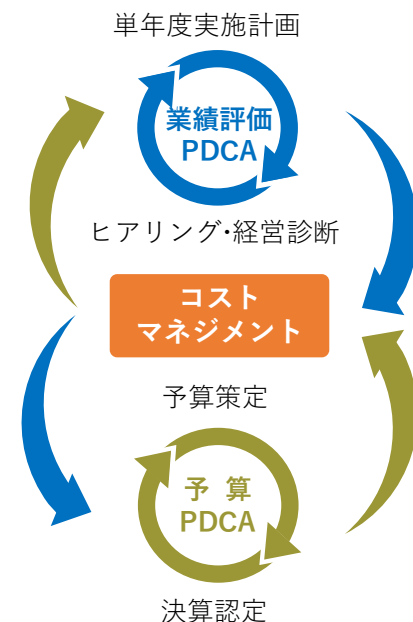 単年度実施計画
業績評価
PDCA
ヒアリング・経営診断
コスト
マネジメント
予算策定
予 算
PDCA
決算認定